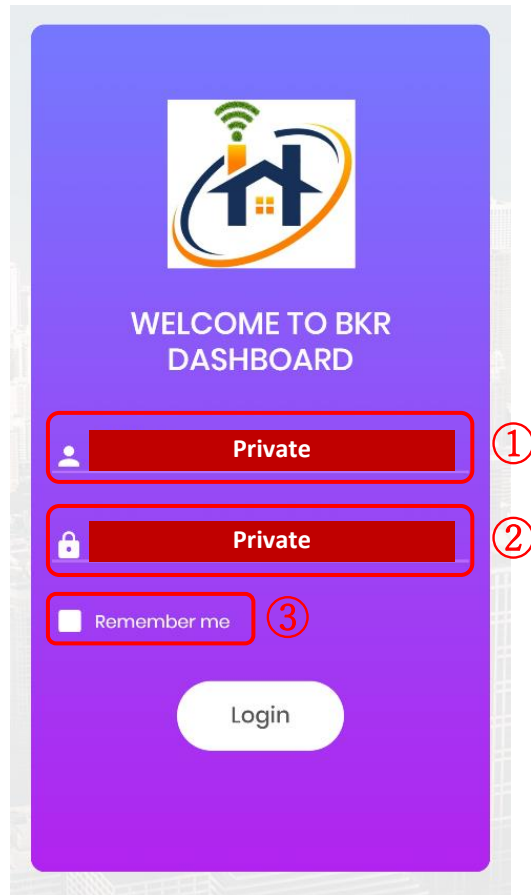 WELCOME TO BKR
DASHBOARD
Private
①
Private
②
Remember me
③
Login